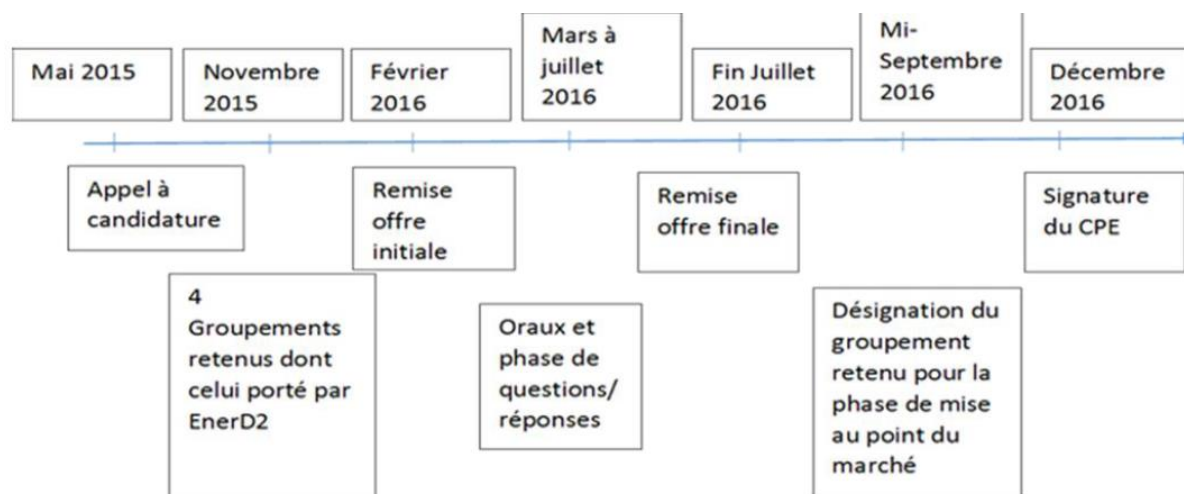 Mai 2015
Novembre
2015
Février
2016
Mars à
juillet
2016
Fin Juillet
2016
Mi-
Septembre
2016
Décembre
2016
Appel à
candidature
4
Groupements
retenus dont
celui porté par
EnerD2
Remise
offre
initiale
Oraux et
phase de
questions/
réponses
Remise
offre finale
Désignation du
groupement
retenu pour la
phase de mise
au point du
marché
Signature
du CPE